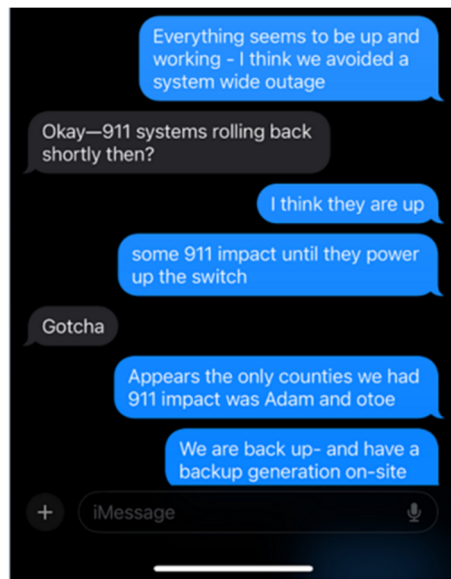 Everything seems to be up and
working - I think we avoided a
system wide outage
Okay—911 systems rolling back
shortly then?
I think they are up
some 911 impact until they power
up the switch
Gotcha
Appears the only counties we had
911 impact was Adam and otoe
We are back up- and have a
backup generation on-site
iMessage